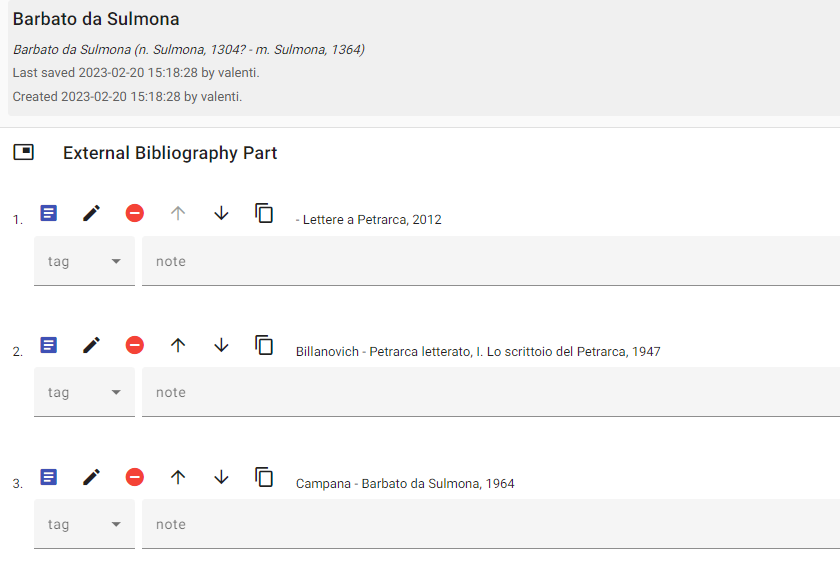 Barbato da Sulmona
Barbato da Sulmona (n. Sulmona, 1304? - m. Sulmona, 1364)
Last saved 2023-02-20 15:18:28 by valenti.
Created 2023-02-20 15:18:28 by valenti.
External Bibliography Part
1. - Lettere a Petrarca, 2012
tag note
2. Billanovich - Petrarca letterato, I. Lo scrittoio del Petrarca, 1947
tag note
3. Campana - Barbato da Sulmona, 1964
tag note